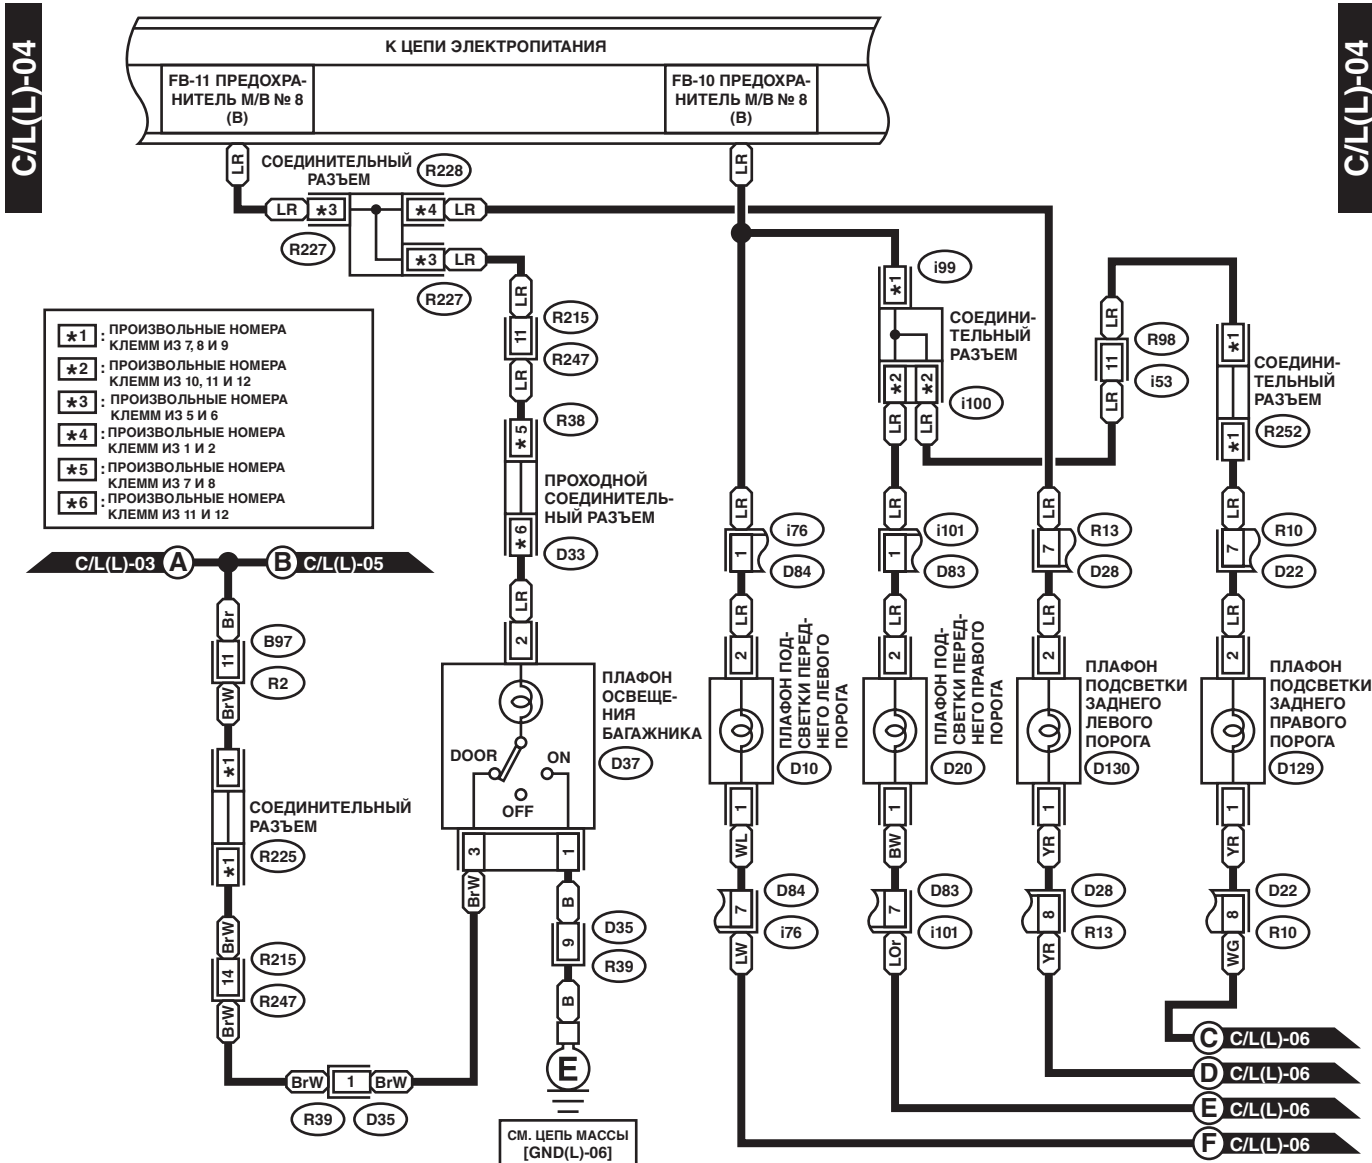 C/L(L)-04
C/L(L)-04
К ЦЕПИ ЭЛЕКТРОПИТАНИЯ
FB-11 ПРЕДОХРА-
НИТЕЛЬ М/В № 8
(B)
FB-10 ПРЕДОХРА-
НИТЕЛЬ М/В № 8
(B)
LR
LR
СОЕДИНИТЕЛЬНЫЙ
РАЗЪЕМ
R228
LR
*3
*4
LR
R227
*3
LR
R227
*1 : ПРОИЗВОЛЬНЫЕ НОМЕРА
КЛЕММ ИЗ 7, 8 И 9
*2 : ПРОИЗВОЛЬНЫЕ НОМЕРА
КЛЕММ ИЗ 10, 11 И 12
*3 : ПРОИЗВОЛЬНЫЕ НОМЕРА
КЛЕММ ИЗ 5 И 6
*4 : ПРОИЗВОЛЬНЫЕ НОМЕРА
КЛЕММ ИЗ 1 И 2
*5 : ПРОИЗВОЛЬНЫЕ НОМЕРА
КЛЕММ ИЗ 7 И 8
*6 : ПРОИЗВОЛЬНЫЕ НОМЕРА
КЛЕММ ИЗ 11 И 12
C/L(L)-03
A
B
C/L(L)-05
Br
11
B97
R2
BrW
*1
СОЕДИНИТЕЛЬНЫЙ
РАЗЪЕМ
*1
R225
BrW
14
R215
R247
BrW
BrW
1
BrW
R39
D35
LR
11
R215
R247
LR
*5
R38
ПРОХОДНОЙ
СОЕДИНИТЕЛЬ-
НЫЙ РАЗЪЕМ
*6
D33
LR
2
ПЛАФОН
ОСВЕЩЕ-
НИЯ
БАГАЖНИКА
D37
DOOR
ON
OFF
3
1
BrW
B
9
D35
R39
B
E
СМ. ЦЕПЬ МАССЫ
[GND(L)-06]
LR
1
i76
D84
LR
2
ПЛАФОН ПОД-
СВЕТКИ ПЕРЕД-
НЕГО ЛЕВОГО
ПОРОГА
D10
1
WL
7
D84
i76
LW
*1
i99
СОЕДИНИ-
ТЕЛЬНЫЙ
РАЗЪЕМ
*2
*2
i100
LR
LR
LR
1
i101
D83
LR
2
ПЛАФОН ПОД-
СВЕТКИ ПЕРЕД-
НЕГО ПРАВОГО
ПОРОГА
D20
1
BW
7
D83
i101
LOr
LR
7
R13
D28
LR
2
ПЛАФОН
ПОДСВЕТКИ
ЗАДНЕГО
ЛЕВОГО
ПОРОГА
D130
1
YR
8
D28
R13
YR
LR
11
R98
i53
LR
*1
СОЕДИНИ-
ТЕЛЬНЫЙ
РАЗЪЕМ
*1
R252
LR
7
R10
D22
LR
2
ПЛАФОН
ПОДСВЕТКИ
ЗАДНЕГО
ПРАВОГО
ПОРОГА
D129
1
YR
8
D22
R10
WG
C
C/L(L)-06
D
C/L(L)-06
E
C/L(L)-06
F
C/L(L)-06